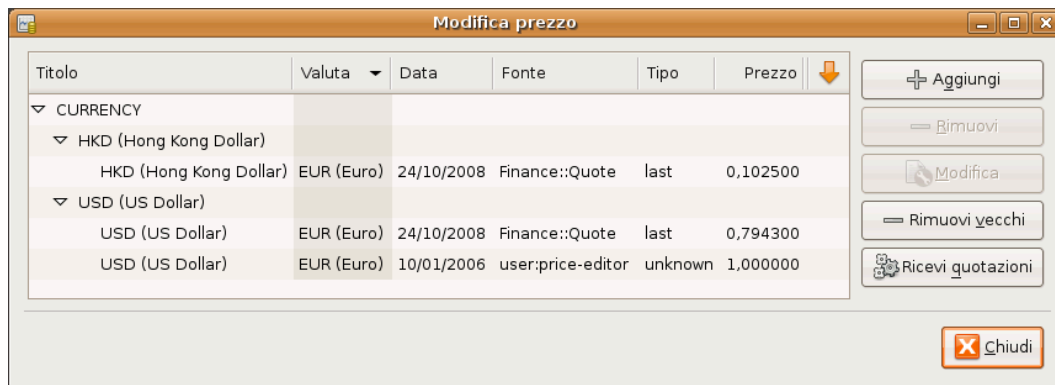 Modifica prezzo
Titolo Valuta Data Fonte Tipo Prezzo
Aggiungi
CURRENCY
HKD (Hong Kong Dollar)
Rimuovi
HKD (Hong Kong Dollar) EUR (Euro) 24/10/2008 Finance::Quote last 0,102500
Modifica
USD (US Dollar)
Rimuovi vecchi
USD (US Dollar) EUR (Euro) 24/10/2008 Finance::Quote last 0,794300
USD (US Dollar) EUR (Euro) 10/01/2006 user:price-editor unknown 1,000000
Ricevi quotazioni
Chiudi